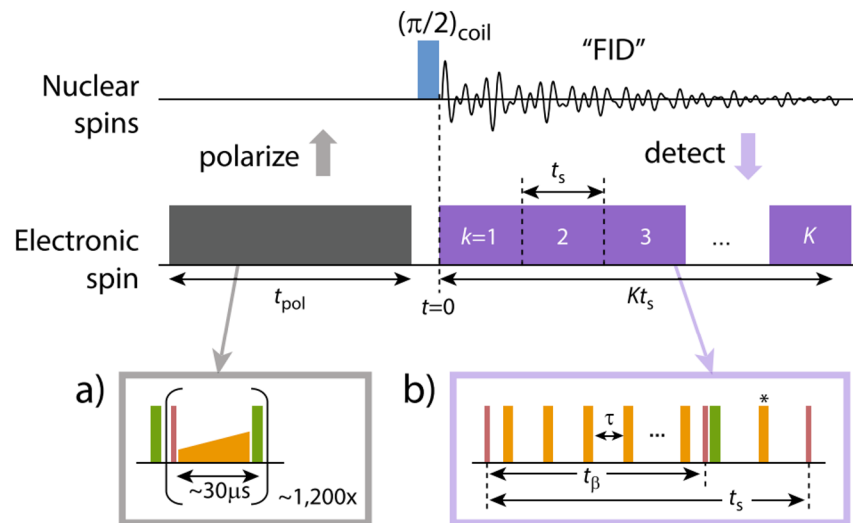 (π/2)coil
"FID"
Nuclear
spins
polarize
detect
ts
Electronic
spin
k=1
2
3
...
K
tpol
t=0
Kts
a)
~30μs
~1,200x
b)
*
τ
...
tβ
ts